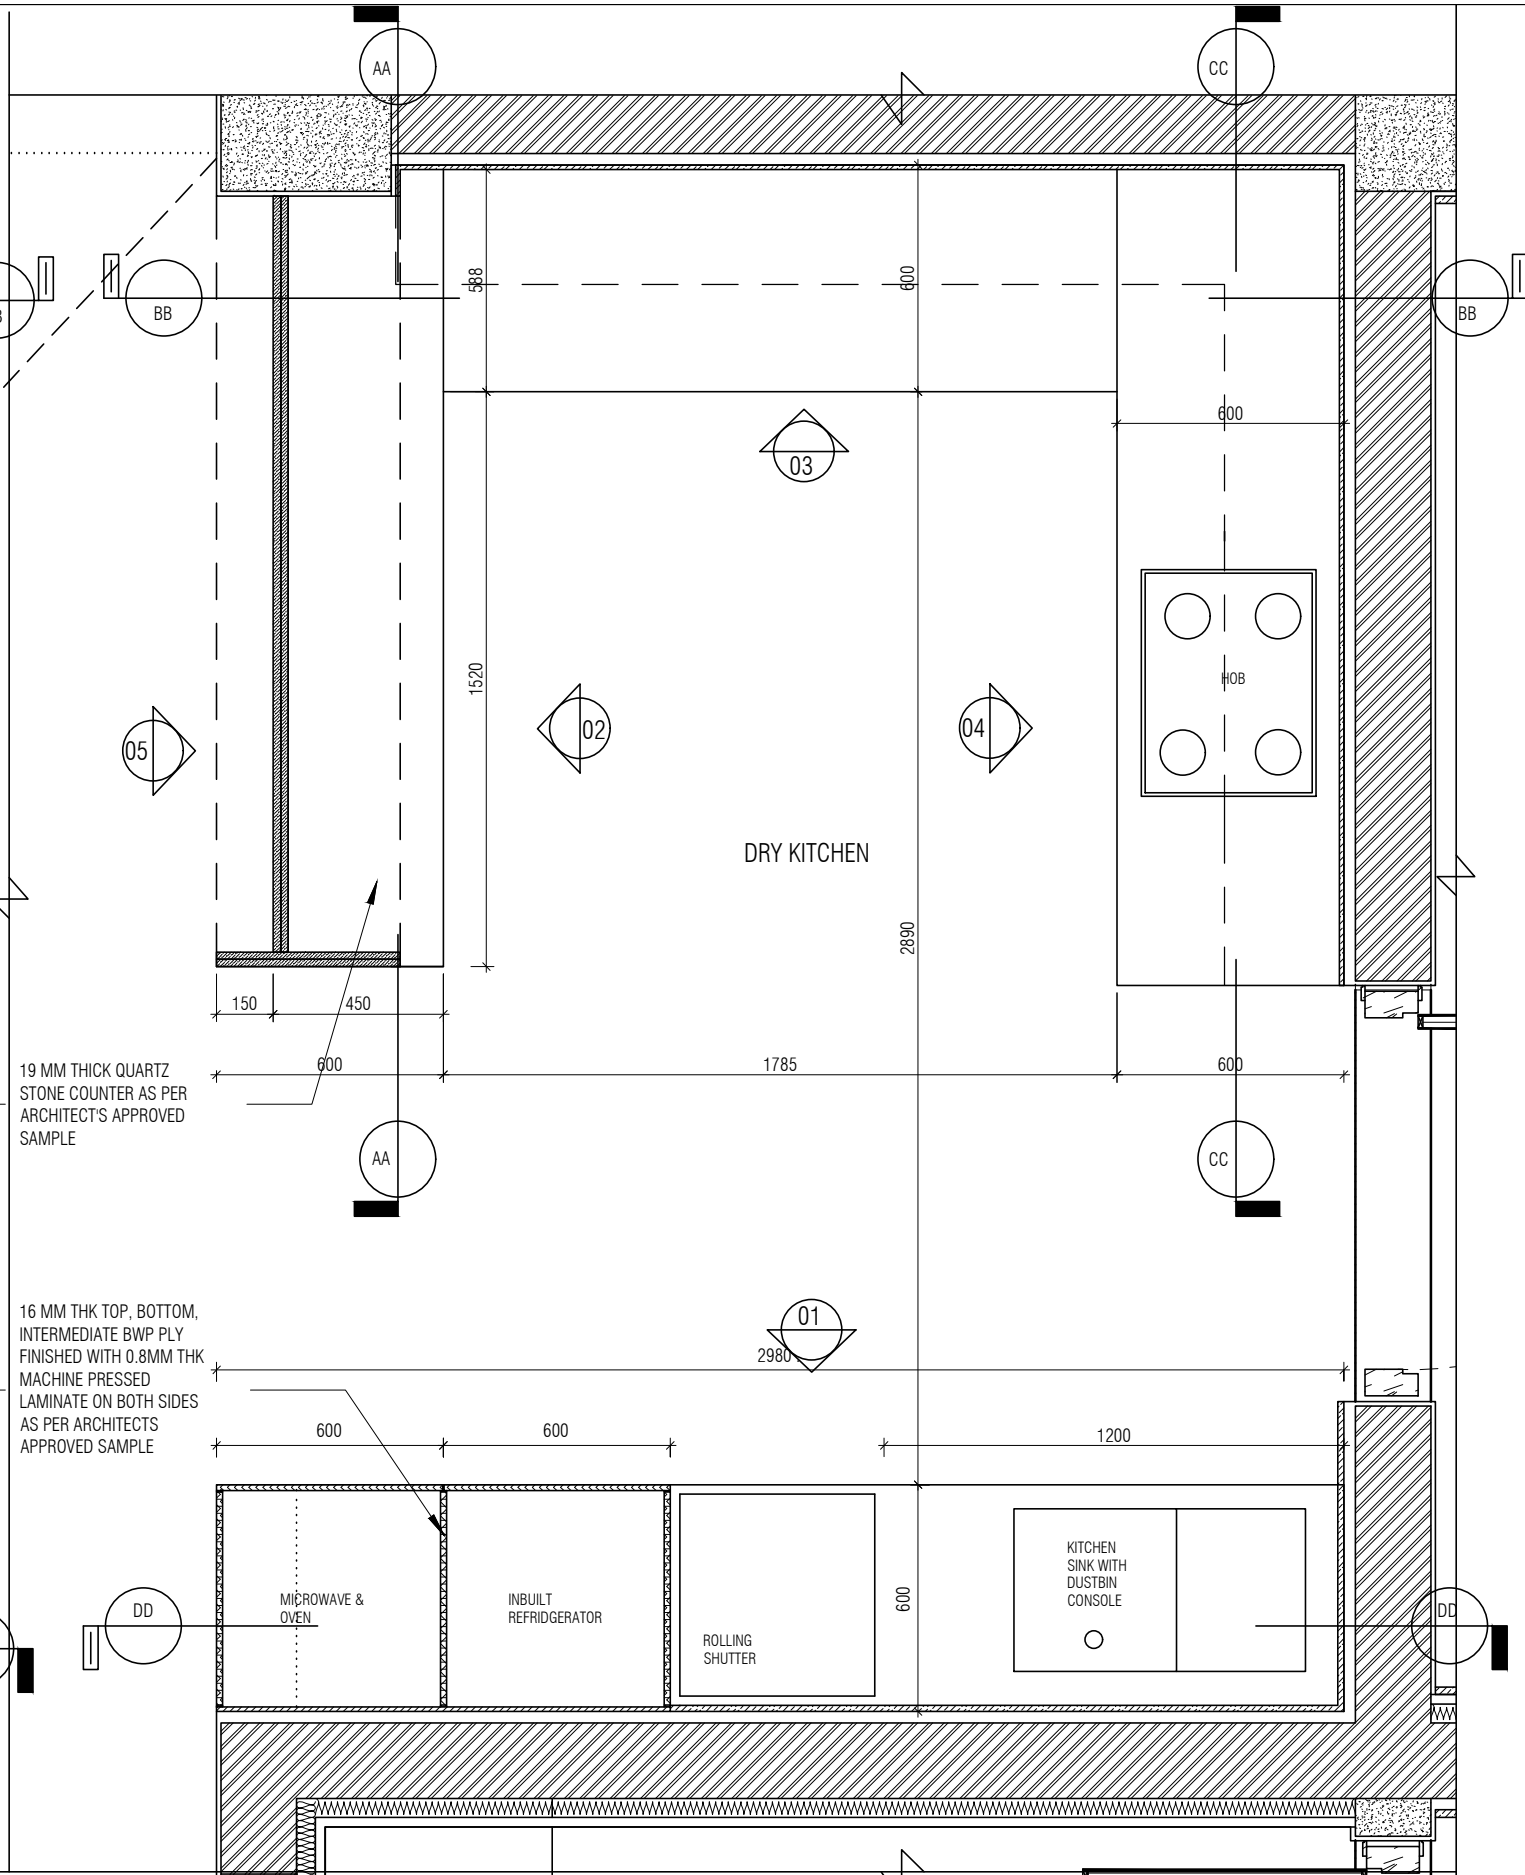 AA
CC
588
600
BB
BB
600
03
1520
HOB
02
04
05
DRY KITCHEN
2890
150
450
600
1785
600
19 MM THICK QUARTZ
STONE COUNTER AS PER
ARCHITECT'S APPROVED
SAMPLE
AA
CC
16 MM THK TOP, BOTTOM,
INTERMEDIATE BWP PLY
FINISHED WITH 0.8MM THK
MACHINE PRESSED
LAMINATE ON BOTH SIDES
AS PER ARCHITECTS
APPROVED SAMPLE
01
2980
600
600
1200
KITCHEN
SINK WITH
DUSTBIN
CONSOLE
MICROWAVE &
OVEN
INBUILT
REFRIDGERATOR
600
DD
DD
ROLLING
SHUTTER